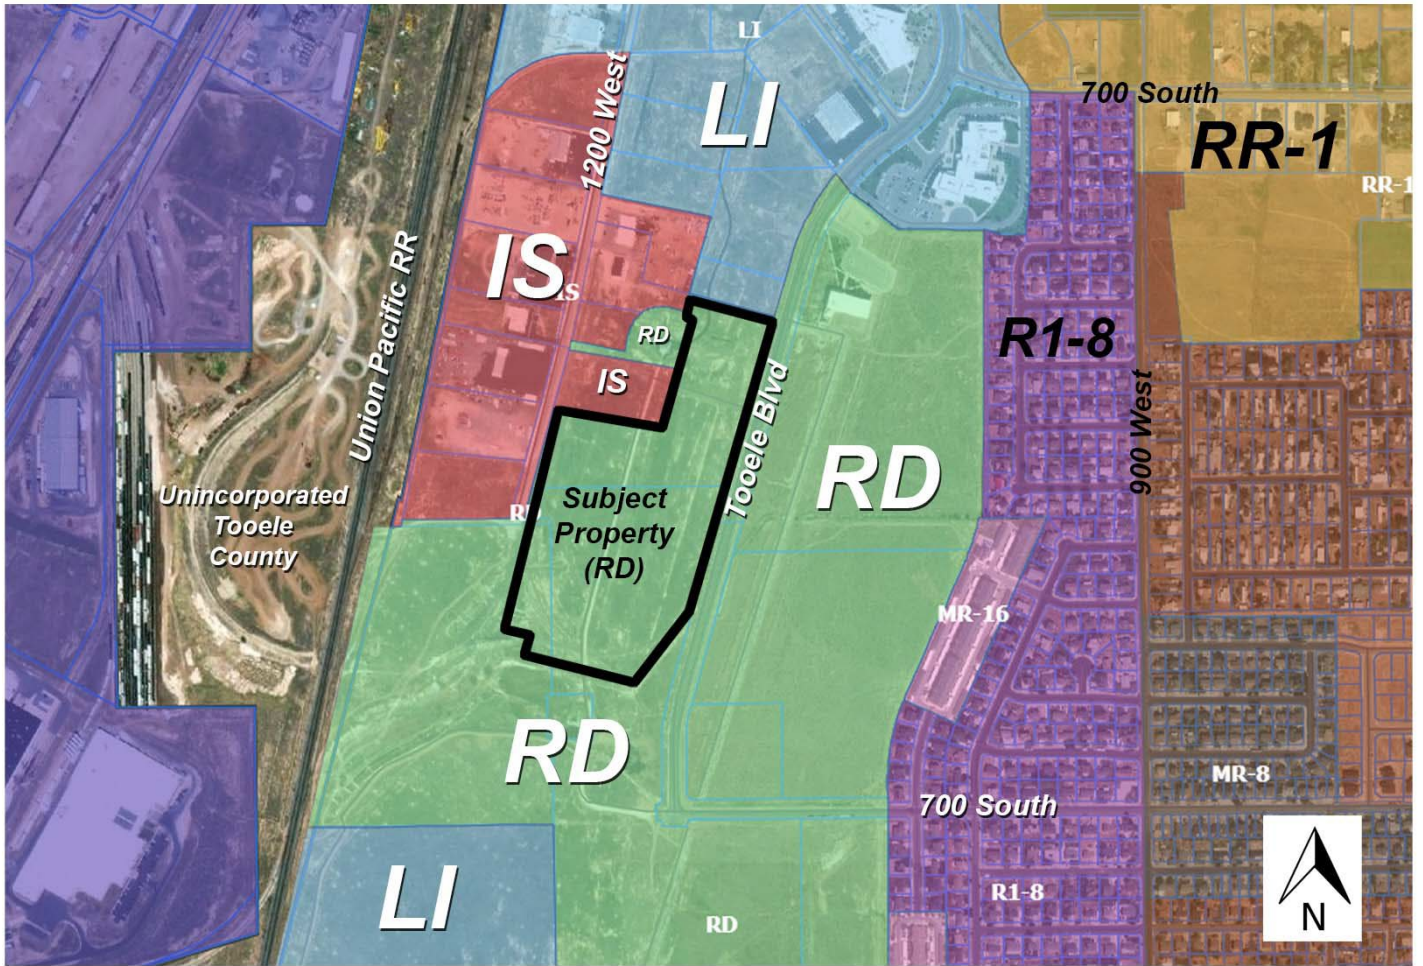 LI
LI
700 South
RR-1
RR-1
1200 West
IS
IS
Union Pacific RR
RD
IS
R1-8
Tooele Blvd
900 West
RD
Unincorporated
Tooele
County
Subject
Property
(RD)
MR-16
RD
MR-8
700 South
LI
R1-8
RD
N